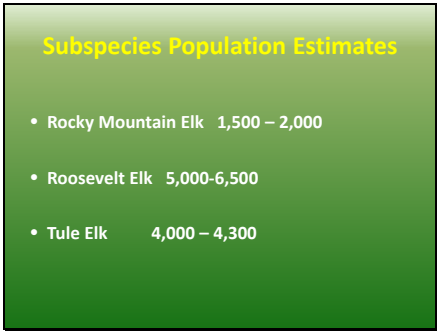 Subspecies Population Estimates
• Rocky Mountain Elk 1,500 – 2,000
• Roosevelt Elk 5,000-6,500
• Tule Elk 4,000 – 4,300